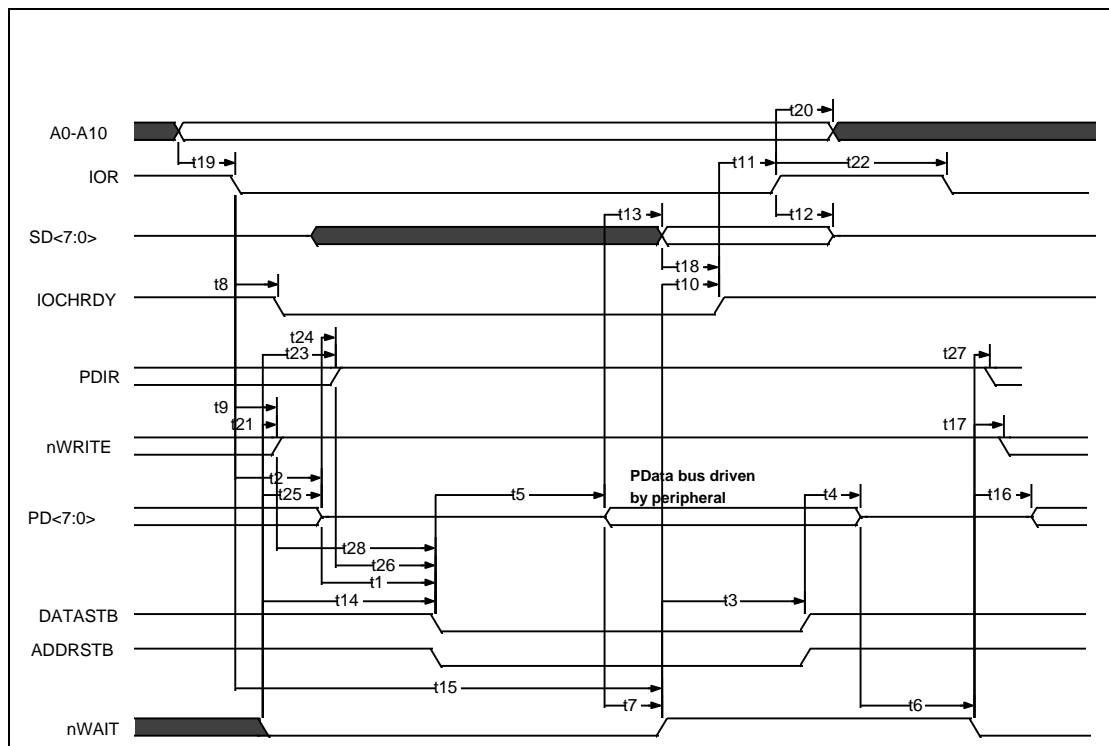 t20
A0-A10
t19
t11
t22
IOR
t13
t12
SD<7:0>
t18
t8
t10
IOCHRDY
t24
t23
t27
PDIR
t9
t21
t17
nWRITE
t2
PData bus driven
by peripheral
t25
t5
t4
t16
PD<7:0>
t28
t26
t1
t14
t3
DATASTB
ADDRSTB
t15
t7
t6
nWAIT